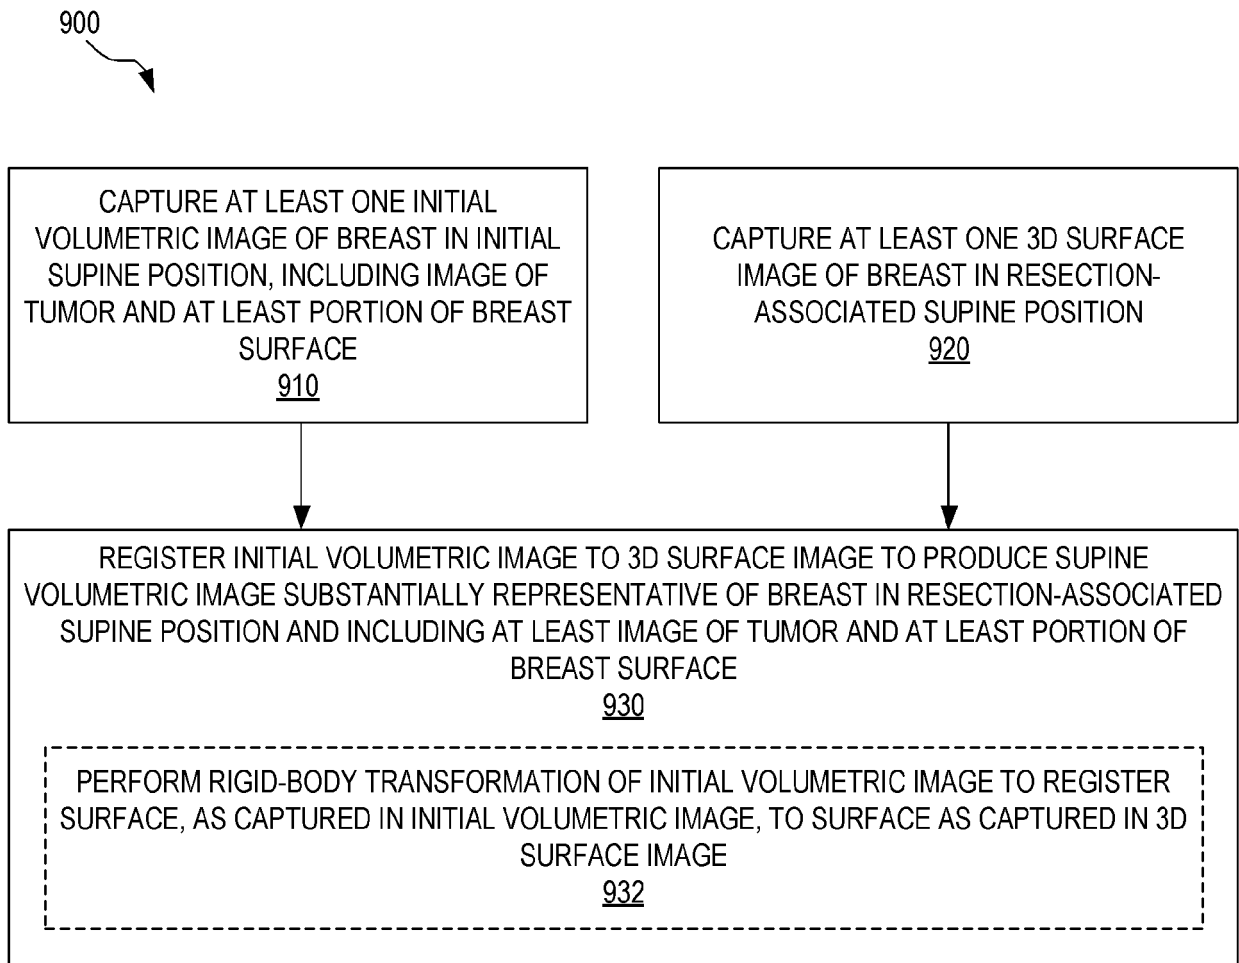 900
CAPTURE AT LEAST ONE INITIAL
VOLUMETRIC IMAGE OF BREAST IN INITIAL
SUPINE POSITION, INCLUDING IMAGE OF
TUMOR AND AT LEAST PORTION OF BREAST
SURFACE
910
CAPTURE AT LEAST ONE 3D SURFACE
IMAGE OF BREAST IN RESECTION-
ASSOCIATED SUPINE POSITION
920
REGISTER INITIAL VOLUMETRIC IMAGE TO 3D SURFACE IMAGE TO PRODUCE SUPINE
VOLUMETRIC IMAGE SUBSTANTIALLY REPRESENTATIVE OF BREAST IN RESECTION-ASSOCIATED
SUPINE POSITION AND INCLUDING AT LEAST IMAGE OF TUMOR AND AT LEAST PORTION OF
BREAST SURFACE
930
PERFORM RIGID-BODY TRANSFORMATION OF INITIAL VOLUMETRIC IMAGE TO REGISTER
SURFACE, AS CAPTURED IN INITIAL VOLUMETRIC IMAGE, TO SURFACE AS CAPTURED IN 3D
SURFACE IMAGE
932